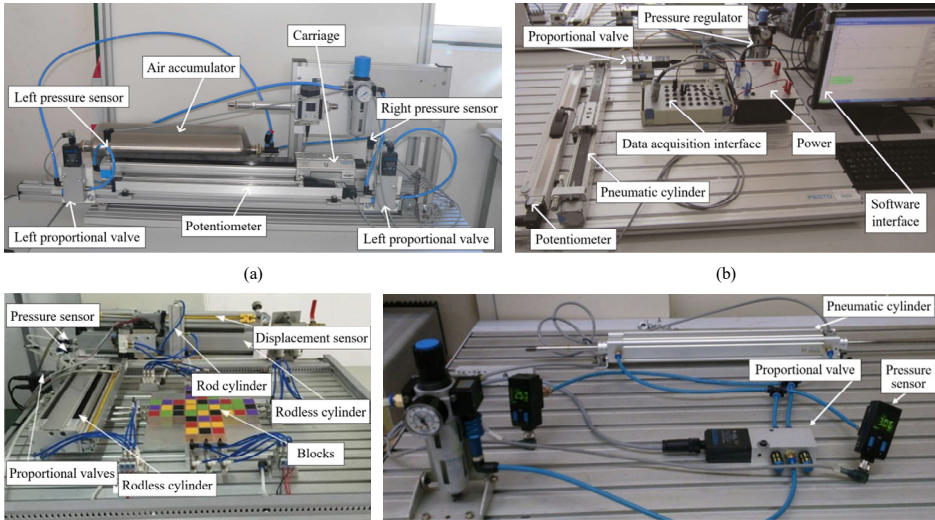 Carriage
Air accumulator
Left pressure sensor
Right pressure sensor
Potentiometer
Left proportional valve
Left proportional valve
(a)
Pressure regulator
Proportional valve
Data acquisition interface
Power
Pneumatic cylinder
Software
interface
Potentiometer
FESTO
(b)
Pressure sensor
Displacement sensor
Rod cylinder
Rodless cylinder
Blocks
Proportional valves
Rodless cylinder
Pneumatic cylinder
Proportional valve
Pressure
sensor